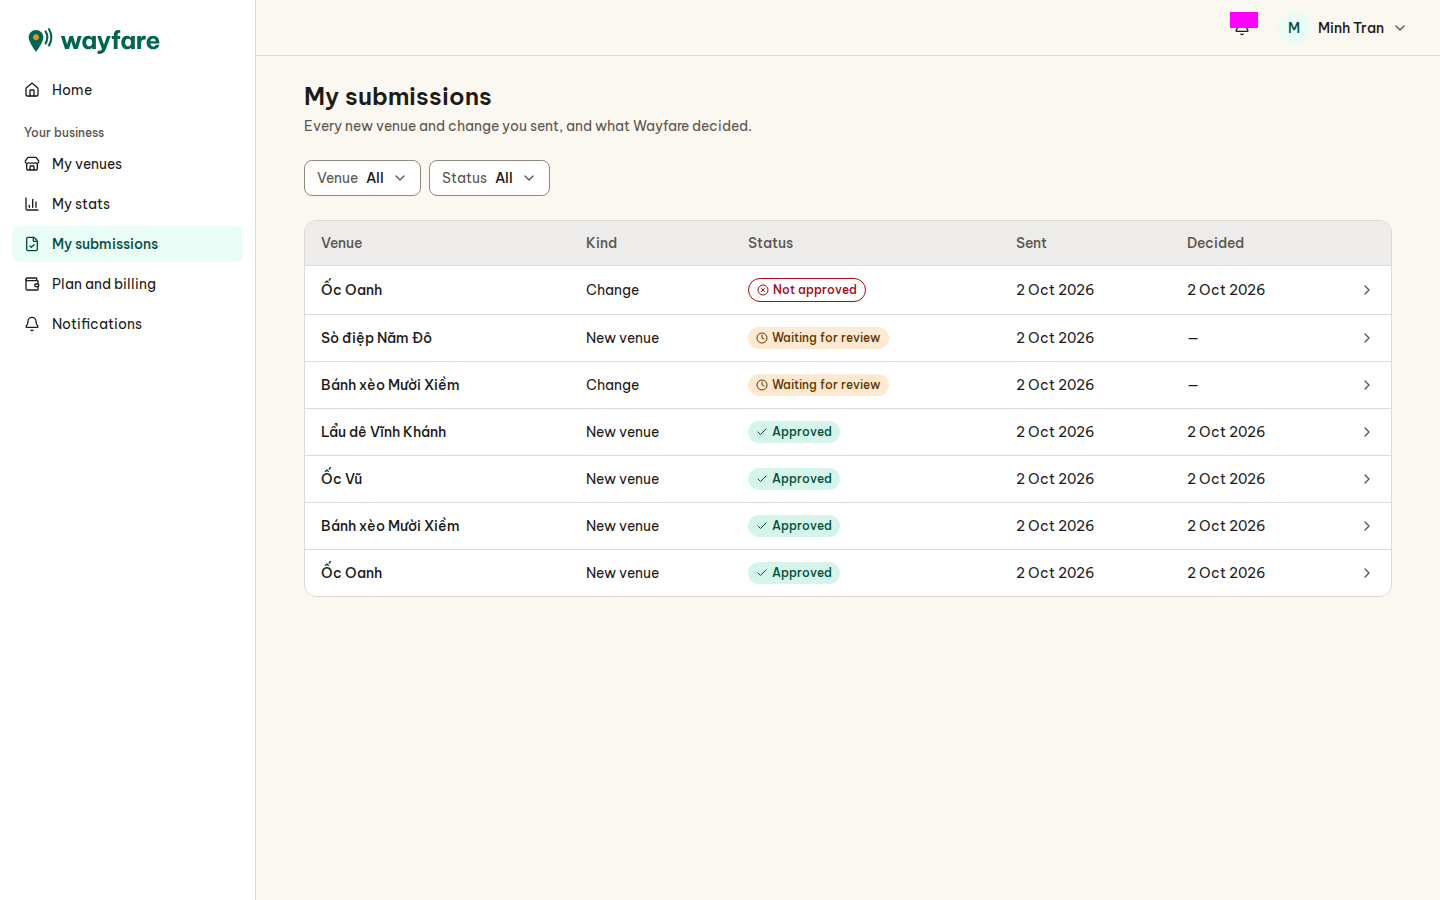 wayfare
M Minh Tran
Home
Your business
My venues
My stats
My submissions
Plan and billing
Notifications
My submissions
Every new venue and change you sent, and what Wayfare decided.
Venue All Status All
Venue Kind Status Sent Decided
Ốc Oanh Change Not approved 2 Oct 2026 2 Oct 2026
Sò điệp Năm Đô New venue Waiting for review 2 Oct 2026 –
Bánh xèo Mười Xiềm Change Waiting for review 2 Oct 2026 –
Lẩu dê Vĩnh Khánh New venue Approved 2 Oct 2026 2 Oct 2026
Ốc Vũ New venue Approved 2 Oct 2026 2 Oct 2026
Bánh xèo Mười Xiềm New venue Approved 2 Oct 2026 2 Oct 2026
Ốc Oanh New venue Approved 2 Oct 2026 2 Oct 2026